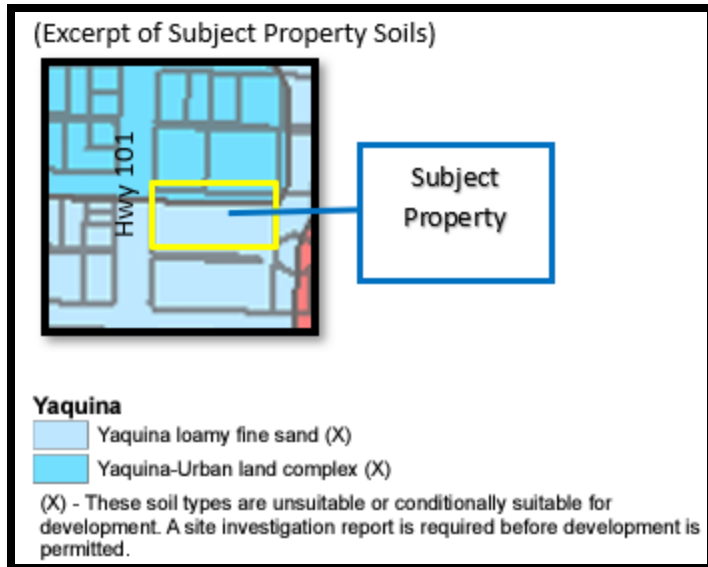 (Excerpt of Subject Property Soils)
Hwy 101
Subject
Property
Yaquina
Yaquina loamy fine sand (X)
Yaquina-Urban land complex (X)
(X) - These soil types are unsuitable or conditionally suitable for
development. A site investigation report is required before development is
permitted.